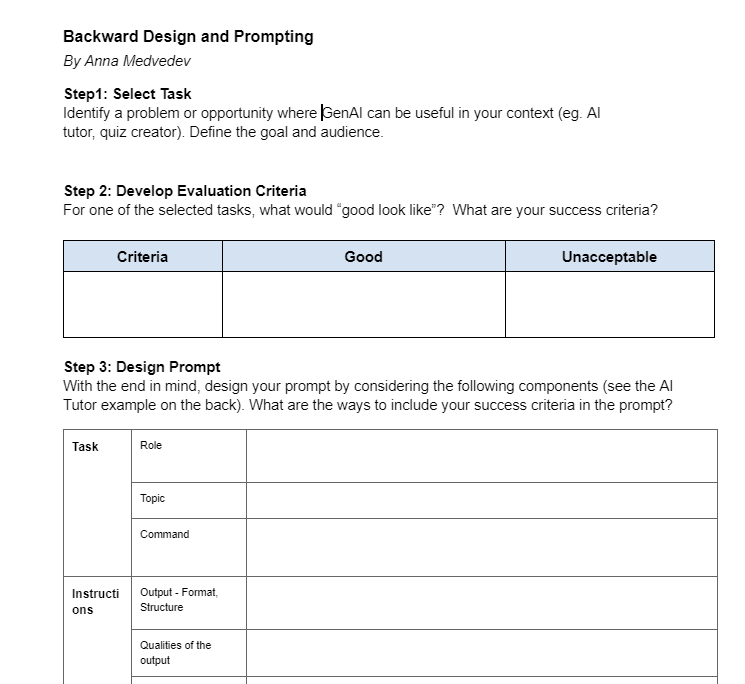 Backward Design and Prompting
By Anna Medvedev
Step1: Select Task
Identify a problem or opportunity where GenAI can be useful in your context (eg. AI
tutor, quiz creator). Define the goal and audience.
Step 2: Develop Evaluation Criteria
For one of the selected tasks, what would “good look like”?  What are your success criteria?
Criteria
Good
Unacceptable
Step 3: Design Prompt
With the end in mind, design your prompt by considering the following components (see the AI
Tutor example on the back). What are the ways to include your success criteria in the prompt?
Task
Role
Topic
Command
Instructi
ons
Output - Format,
Structure
Qualities of the
output